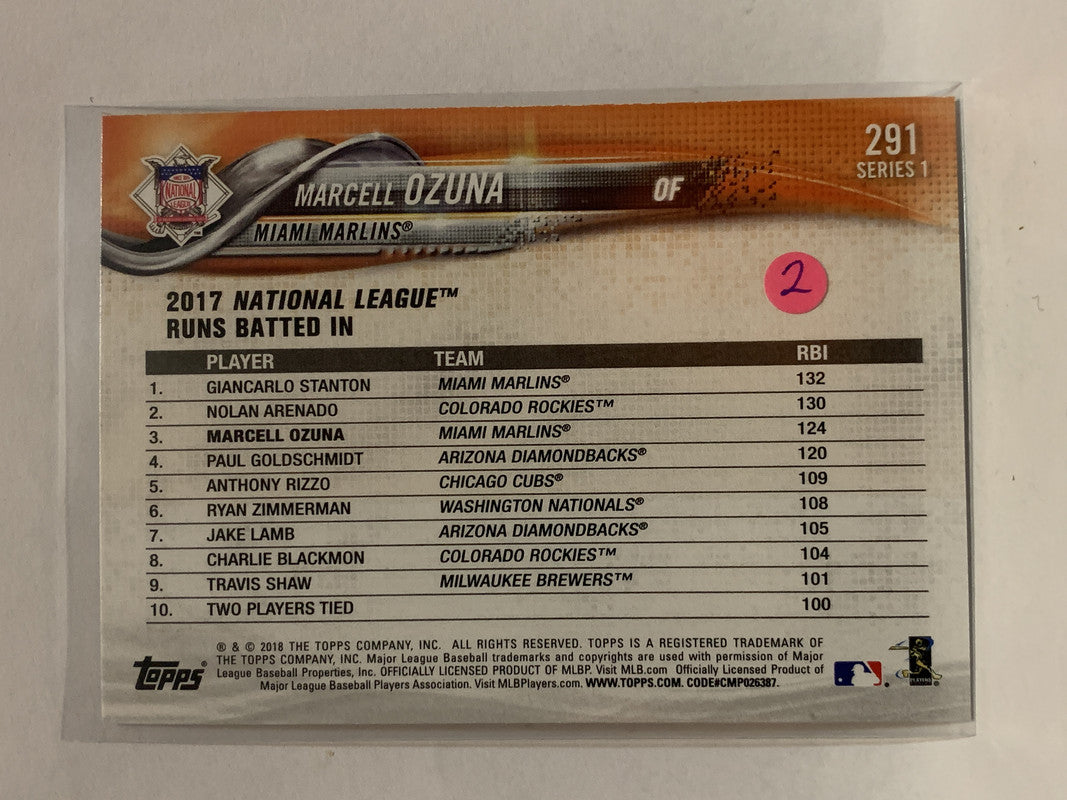 291
SERIES 1
NATIONAL
LEAGUE
MARCELL OZUNA OF
MIAMI MARLINS®
2
2017 NATIONAL LEAGUE™
RUNS BATTED IN
PLAYER TEAM RBI
1. GIANCARLO STANTON MIAMI MARLINS® 132
2. NOLAN ARENADO COLORADO ROCKIES™ 130
3. MARCELL OZUNA MIAMI MARLINS® 124
4. PAUL GOLDSCHMIDT ARIZONA DIAMONDBACKS® 120
5. ANTHONY RIZZO CHICAGO CUBS® 109
6. RYAN ZIMMERMAN WASHINGTON NATIONALS® 108
7. JAKE LAMB ARIZONA DIAMONDBACKS® 105
8. CHARLIE BLACKMON COLORADO ROCKIES™ 104
9. TRAVIS SHAW MILWAUKEE BREWERS™ 101
10. TWO PLAYERS TIED 100
® & © 2018 THE TOPPS COMPANY, INC. ALL RIGHTS RESERVED. TOPPS IS A REGISTERED TRADEMARK OF
THE TOPPS COMPANY, INC. Major League Baseball trademarks and copyrights are used with permission of Major
League Baseball Properties, Inc. OFFICIALLY LICENSED PRODUCT OF MLBP. Visit MLB.com Officially Licensed Product of
Major League Baseball Players Association. Visit MLBPlayers.com. WWW.TOPPS.COM. CODE#CMP026387.
Topps®
PLAYERS